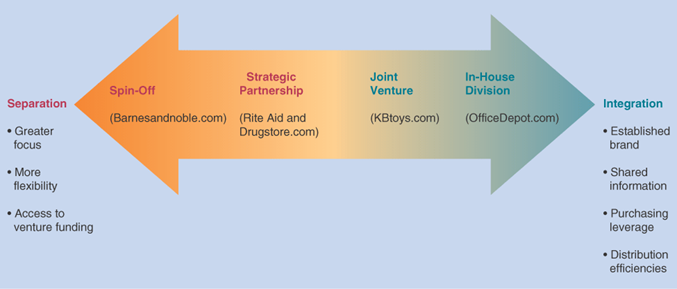 Separation
• Greater
focus
• More
flexibility
• Access to
venture funding
Spin-Off
(Barnesandnoble.com)
Strategic
Partnership
(Rite Aid and
Drugstore.com)
Joint
Venture
(KBtoys.com)
In-House
Division
(OfficeDepot.com)
Integration
• Established
brand
• Shared
information
• Purchasing
leverage
• Distribution
efficiencies